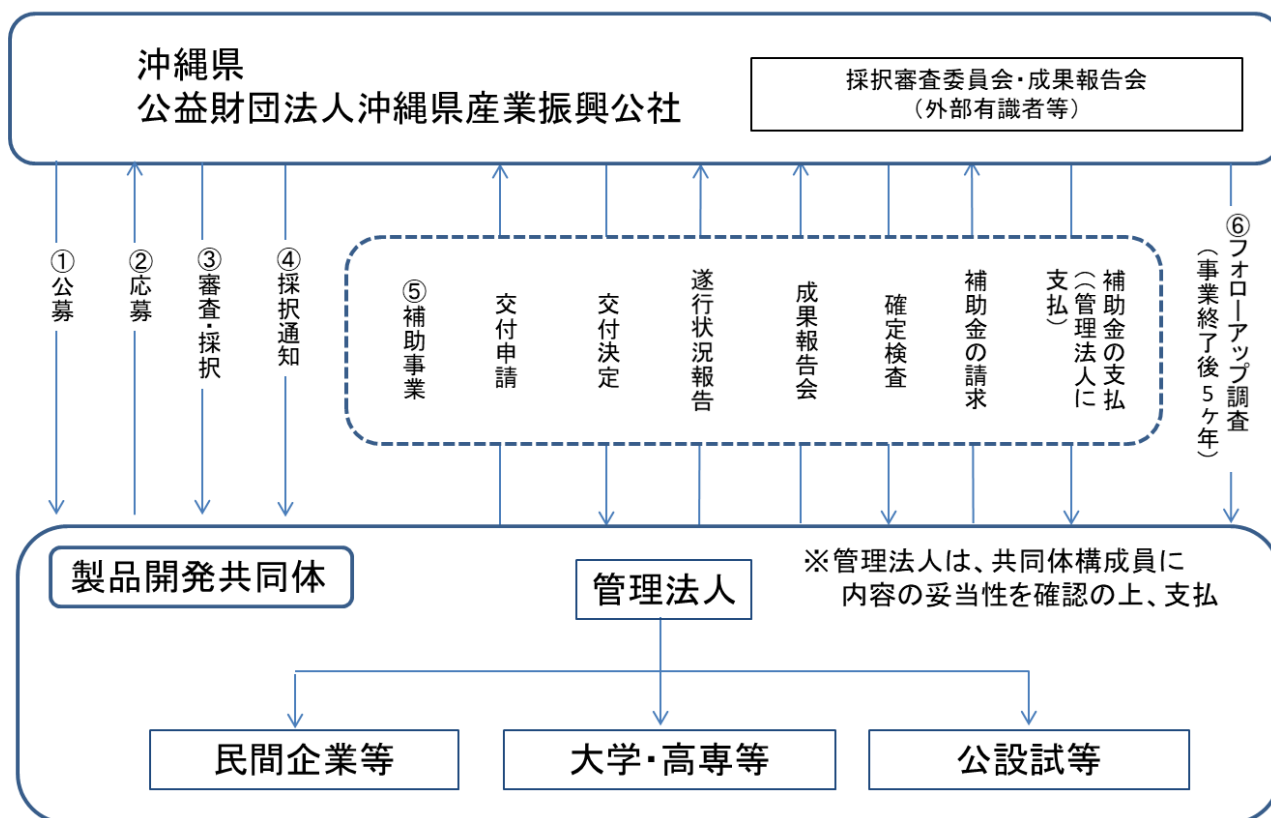 沖縄県
公益財団法人沖縄県産業振興公社
採択審査委員会・成果報告会
（外部有識者等）
①公募
②応募
③審査・採択
④採択通知
⑤補助事業
交付申請
交付決定
遂行状況報告
成果報告会
確定検査
補助金の請求
補助金の支払
（（管理法人に
支払）
⑥フォローアップ調査
（事業終了後５ヶ年）
製品開発共同体
管理法人
※管理法人は、共同体構成員に
内容の妥当性を確認の上、支払
民間企業等
大学・高専等
公設試等